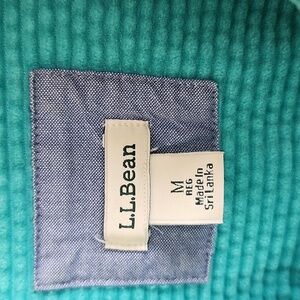 L.L.Bean
M
REG
Made In
Sri Lanka